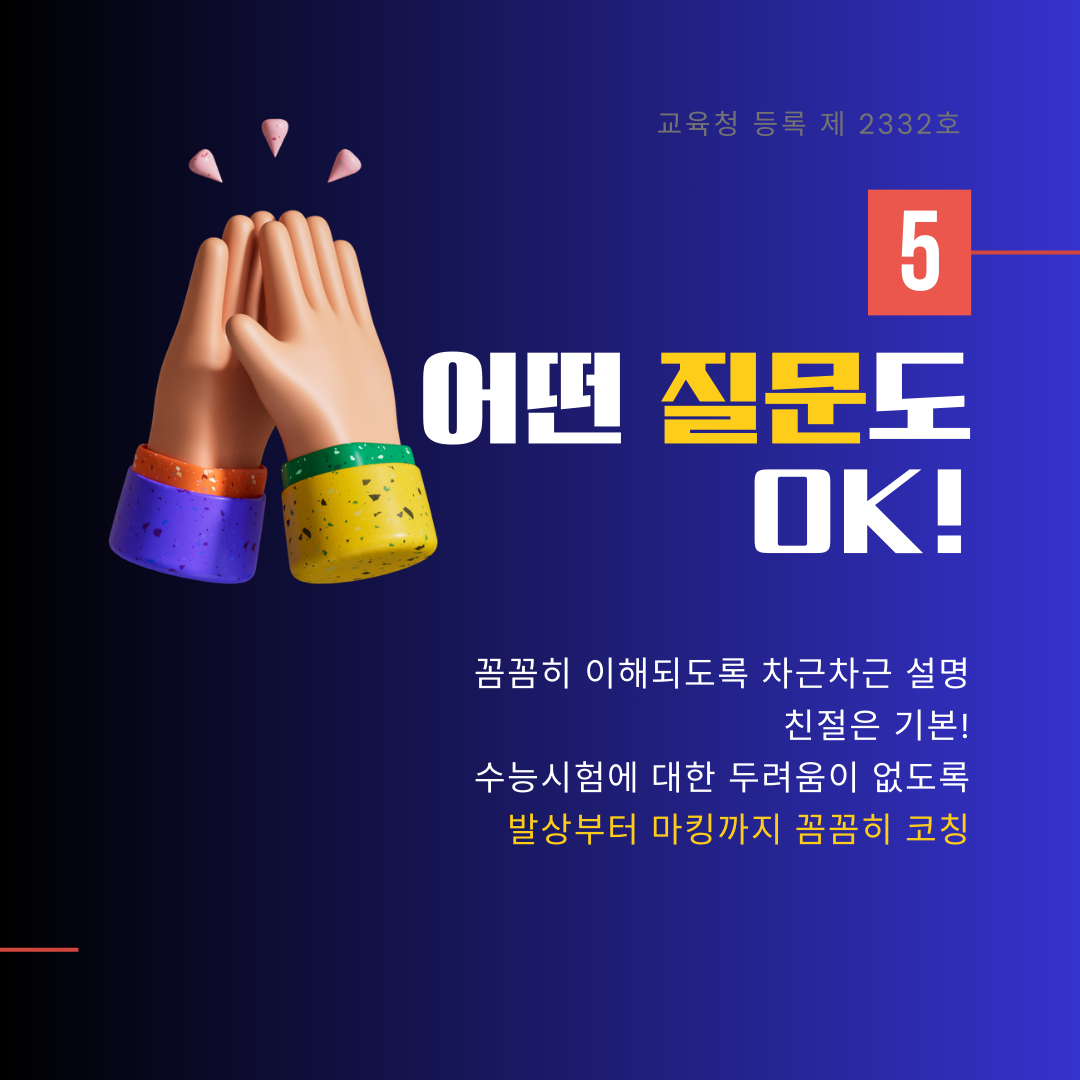 교육청 등록 제 2332호
5
어떤 질문도
OK!
꼼꼼히 이해되도록 차근차근 설명
친절은 기본!
수능시험에 대한 두려움이 없도록
발상부터 마킹까지 꼼꼼히 코칭